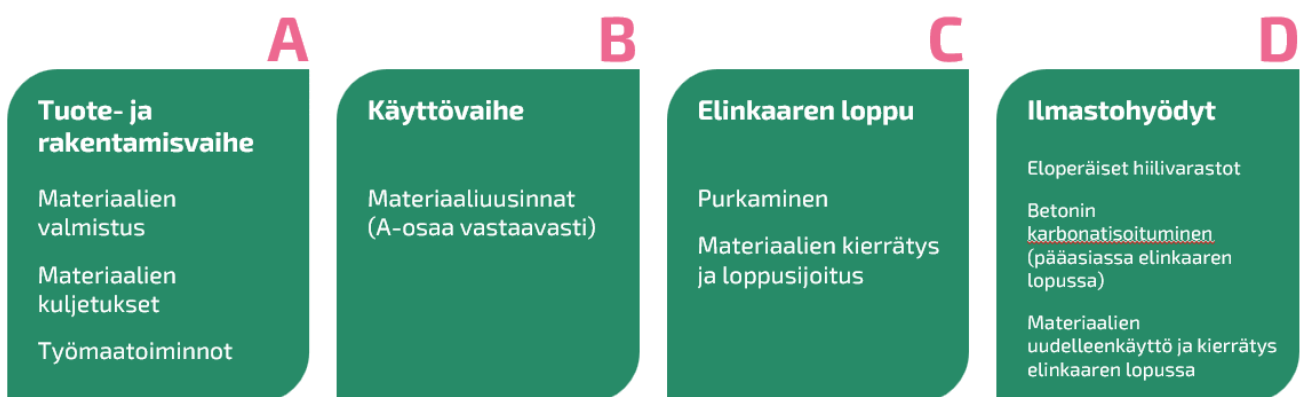 A
Tuote- ja
rakentamisvaihe
Materiaalien
valmistus
Materiaalien
kuljetukset
Työmaatoiminnot
B
Käyttövaihe
Materiaaliuusinnat
(A-osaa vastaavasti)
C
Elinkaaren loppu
Purkaminen
Materiaalien kierrätys
ja loppusijoitus
D
Ilmastohyödyt
Eloperäiset hiilivarastot
Betonin
karbonatisoituminen
(pääasiassa elinkaaren
lopussa)
Materiaalien
uudelleenkäyttö ja kierrätys
elinkaaren lopussa